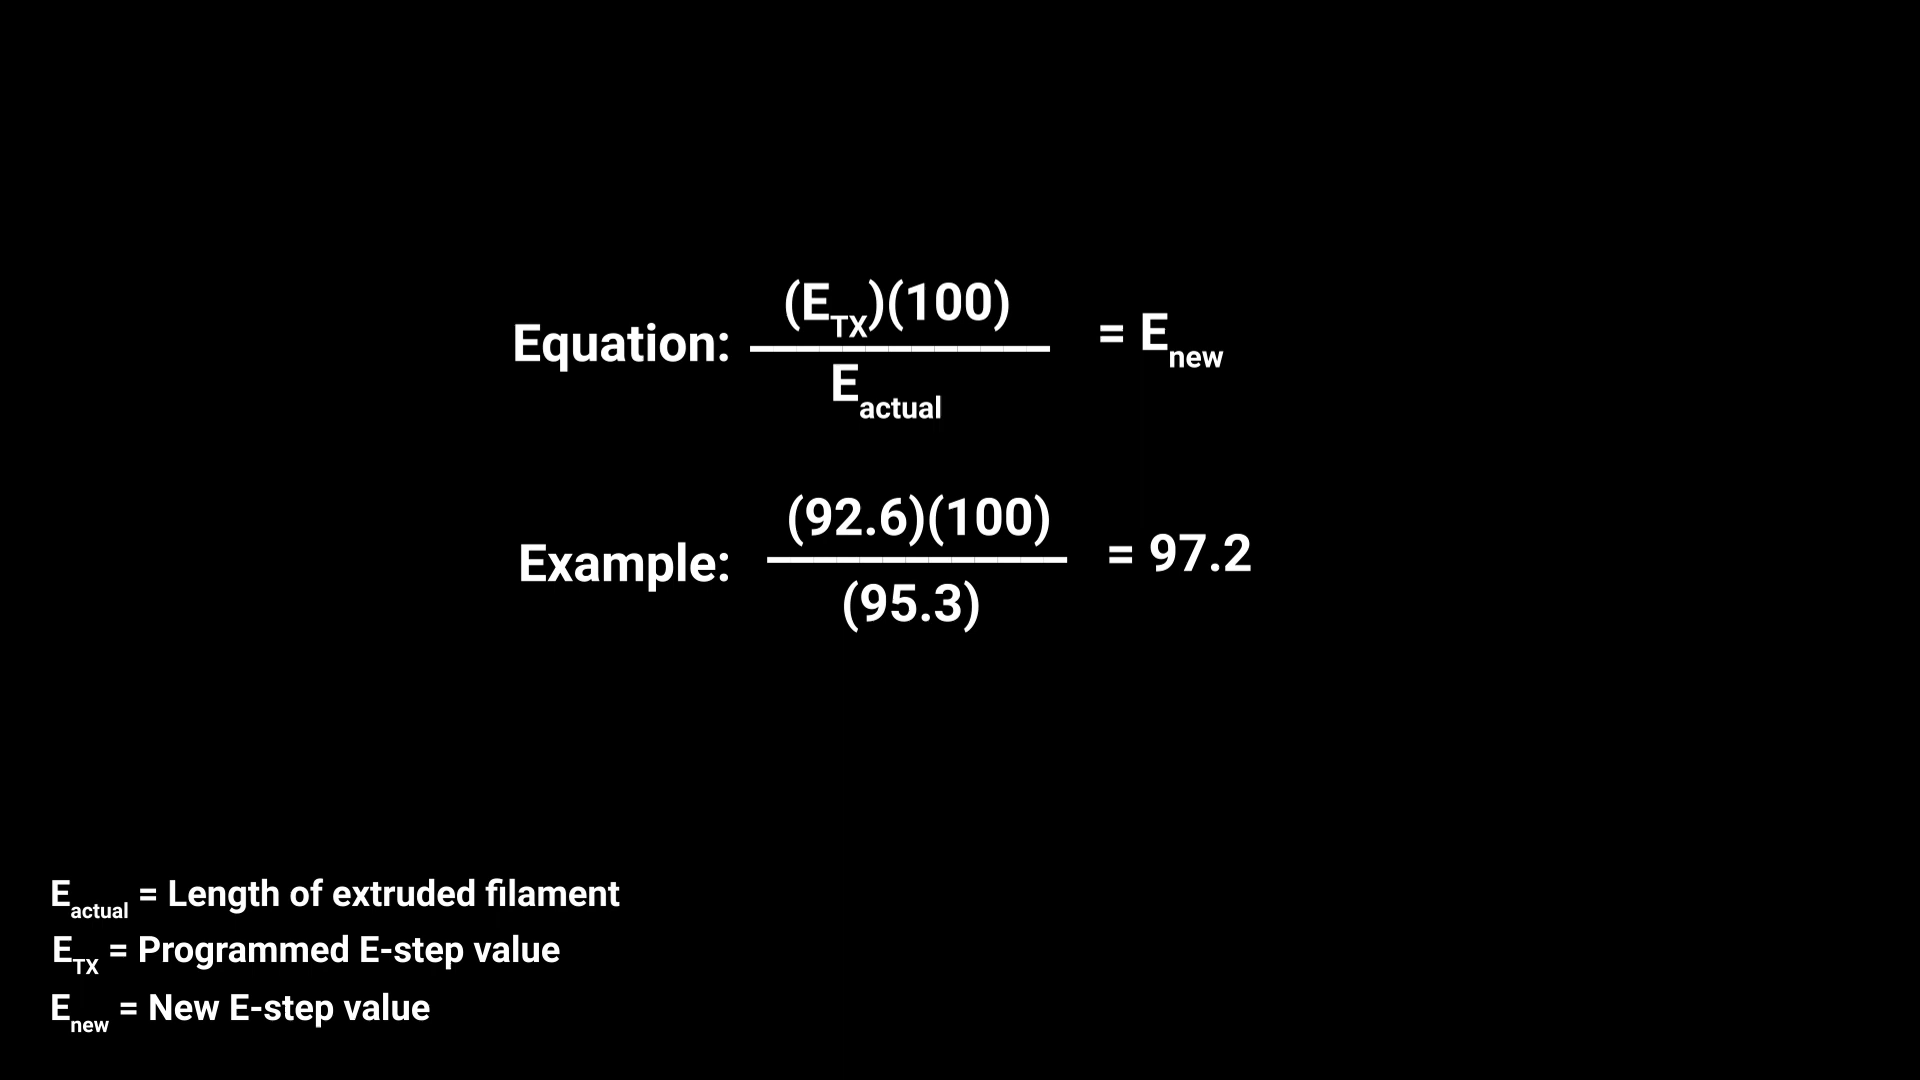 Equation: (E_TX)(100) / E_actual = E_new
Example: (92.6)(100) / (95.3) = 97.2
E_actual = Length of extruded filament
E_TX = Programmed E-step value
E_new = New E-step value